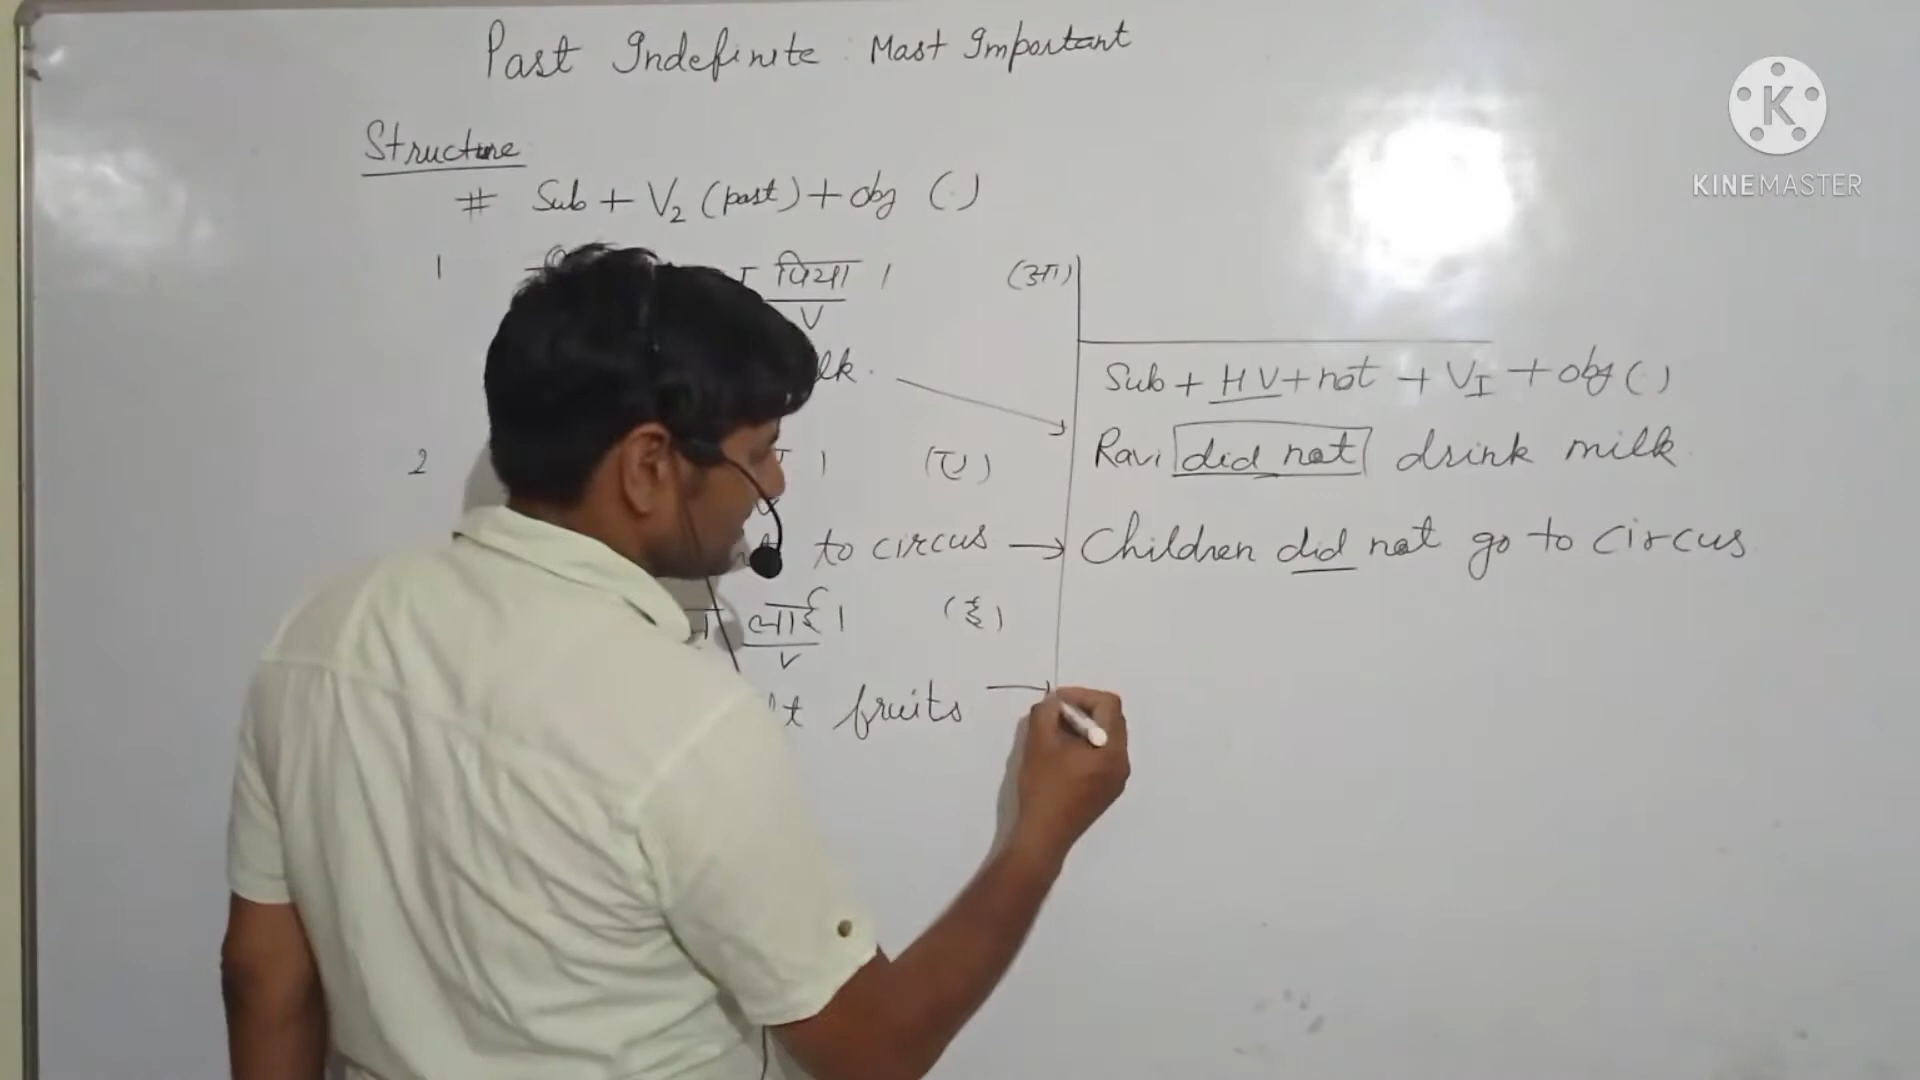 Past Indefinite Mast Important
K
KINEMASTER
Structure
# Sub + V2 (past) + obj (.)
1 पिया । (आ)
V
lk.
2 । (ए)
to circus →
लाई। (ई)
V
fruits →
Sub + HV + not + VI + obj (.)
Ravi did not drink milk
Children did not go to circus